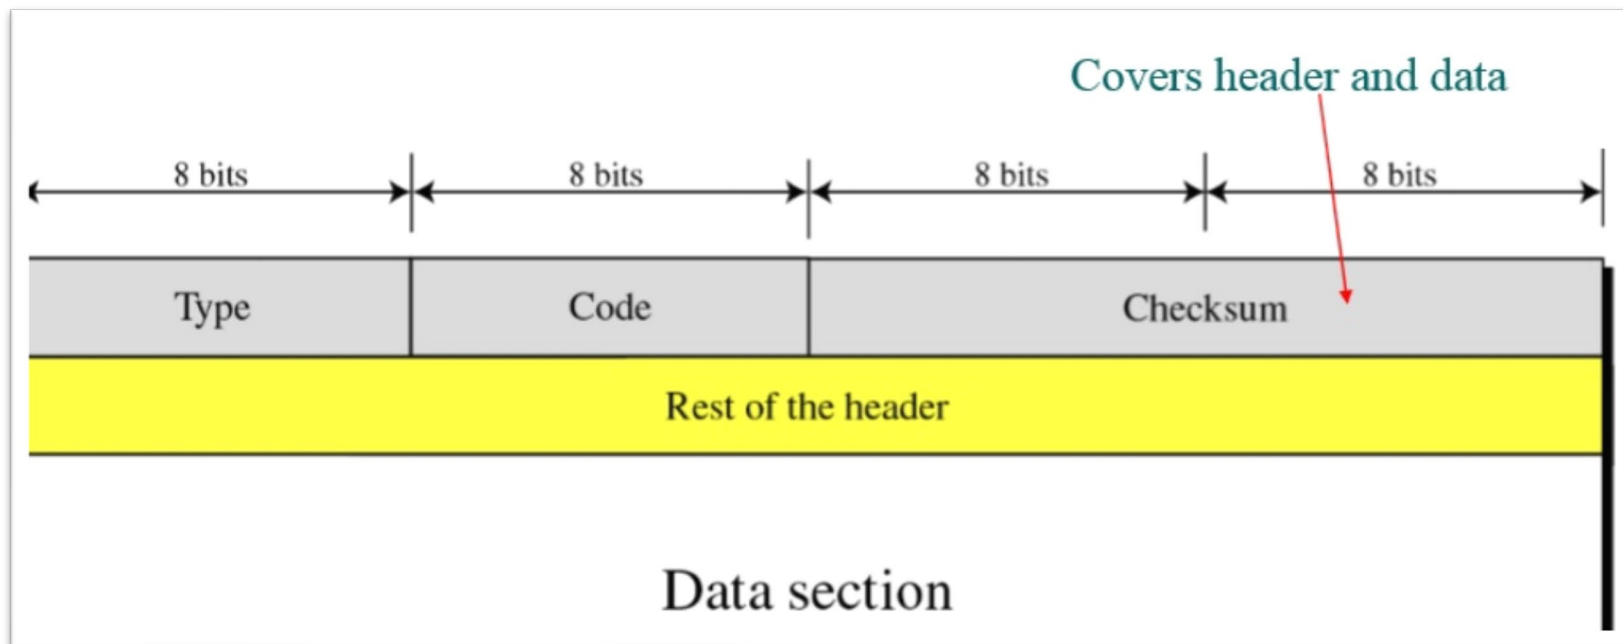 Covers header and data
8 bits 8 bits 8 bits 8 bits
Type Code Checksum
Rest of the header
Data section